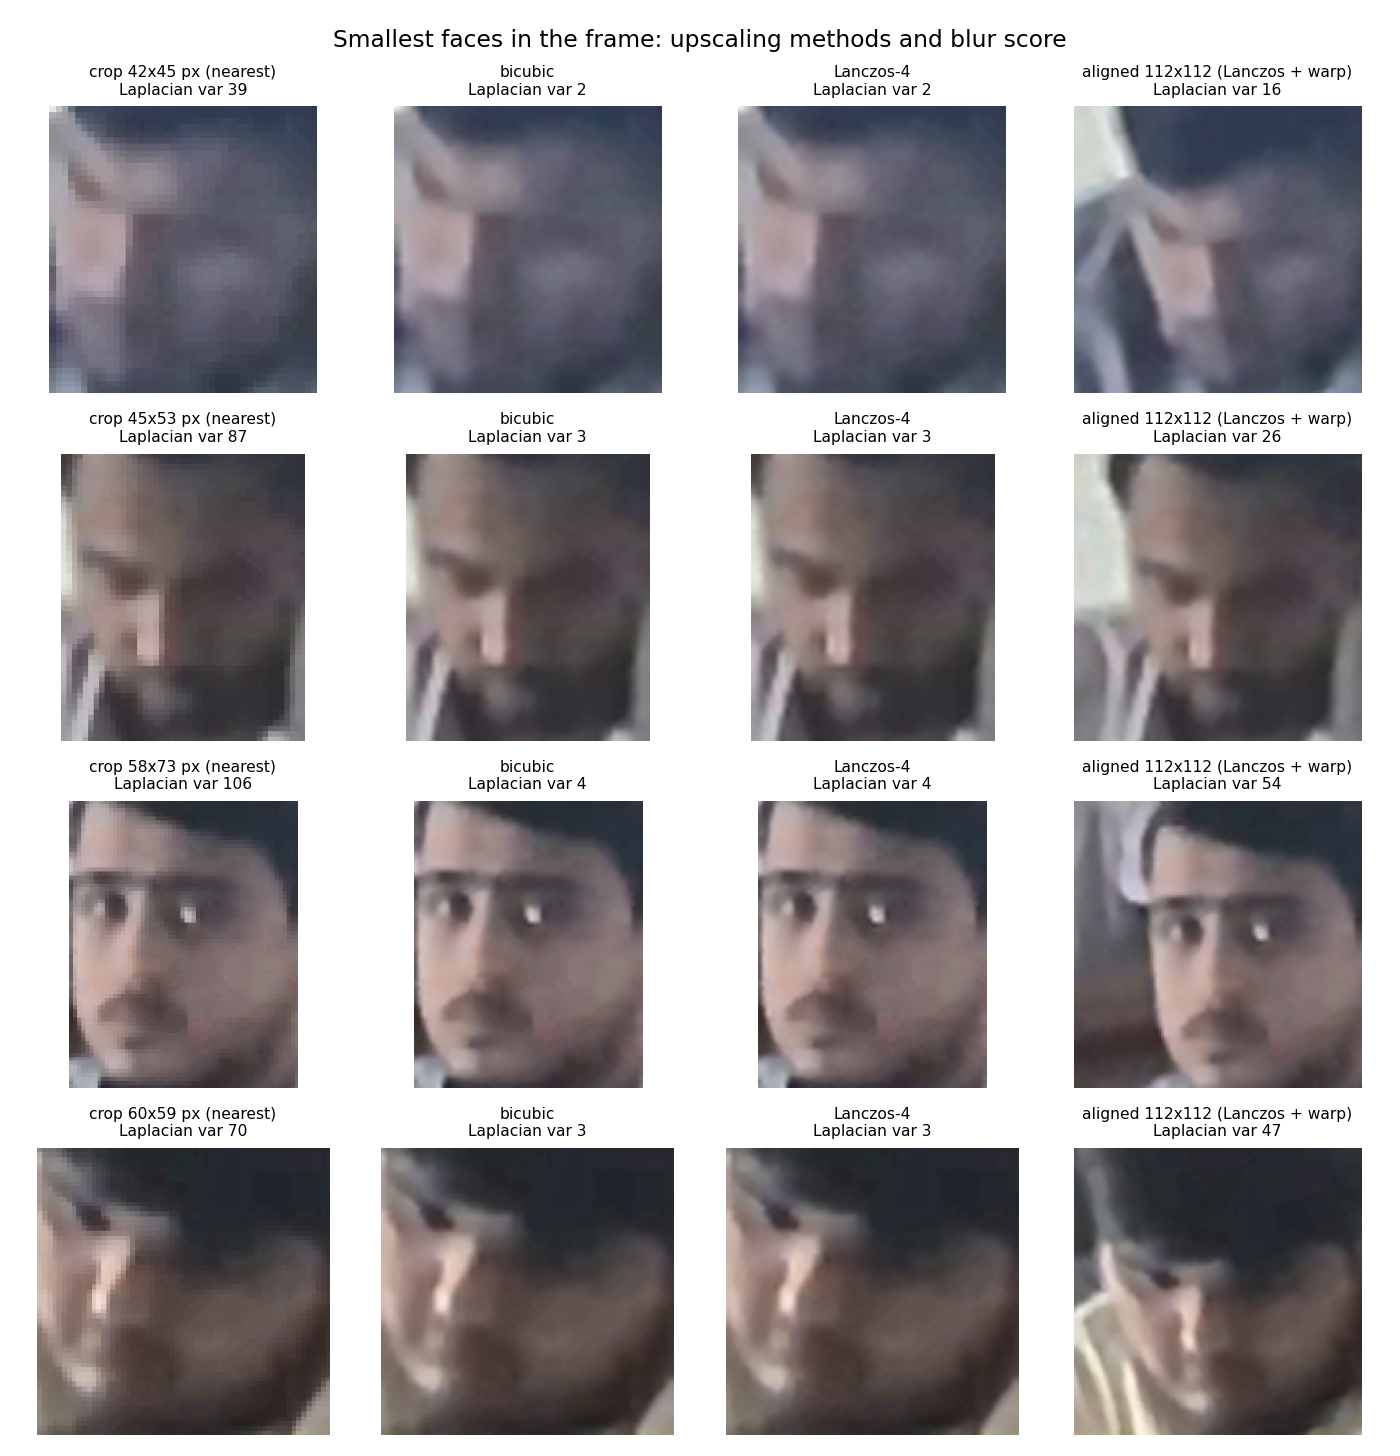 Smallest faces in the frame: upscaling methods and blur score
crop 42x45 px (nearest)
Laplacian var 39
bicubic
Laplacian var 2
Lanczos-4
Laplacian var 2
aligned 112x112 (Lanczos + warp)
Laplacian var 16
crop 45x53 px (nearest)
Laplacian var 87
bicubic
Laplacian var 3
Lanczos-4
Laplacian var 3
aligned 112x112 (Lanczos + warp)
Laplacian var 26
crop 58x73 px (nearest)
Laplacian var 106
bicubic
Laplacian var 4
Lanczos-4
Laplacian var 4
aligned 112x112 (Lanczos + warp)
Laplacian var 54
crop 60x59 px (nearest)
Laplacian var 70
bicubic
Laplacian var 3
Lanczos-4
Laplacian var 3
aligned 112x112 (Lanczos + warp)
Laplacian var 47